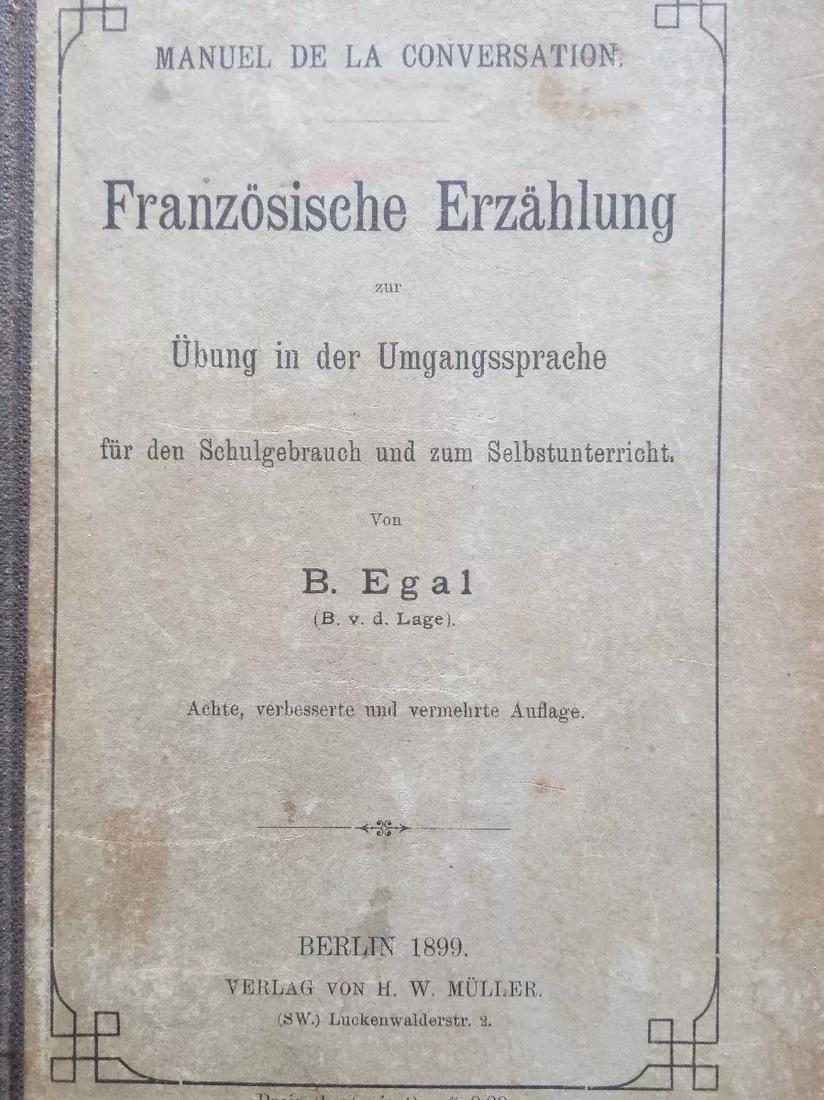 MANUEL DE LA CONVERSATION.
Französische Erzählung
zur
Übung in der Umgangssprache
für den Schulgebrauch und zum Selbstunterricht.
Von
B. Egal
(B. v. d. Lage).
Achte, verbesserte und vermehrte Auflage.
BERLIN 1899.
VERLAG VON H. W. MÜLLER.
(SW.) Luckenwalderstr. 2.